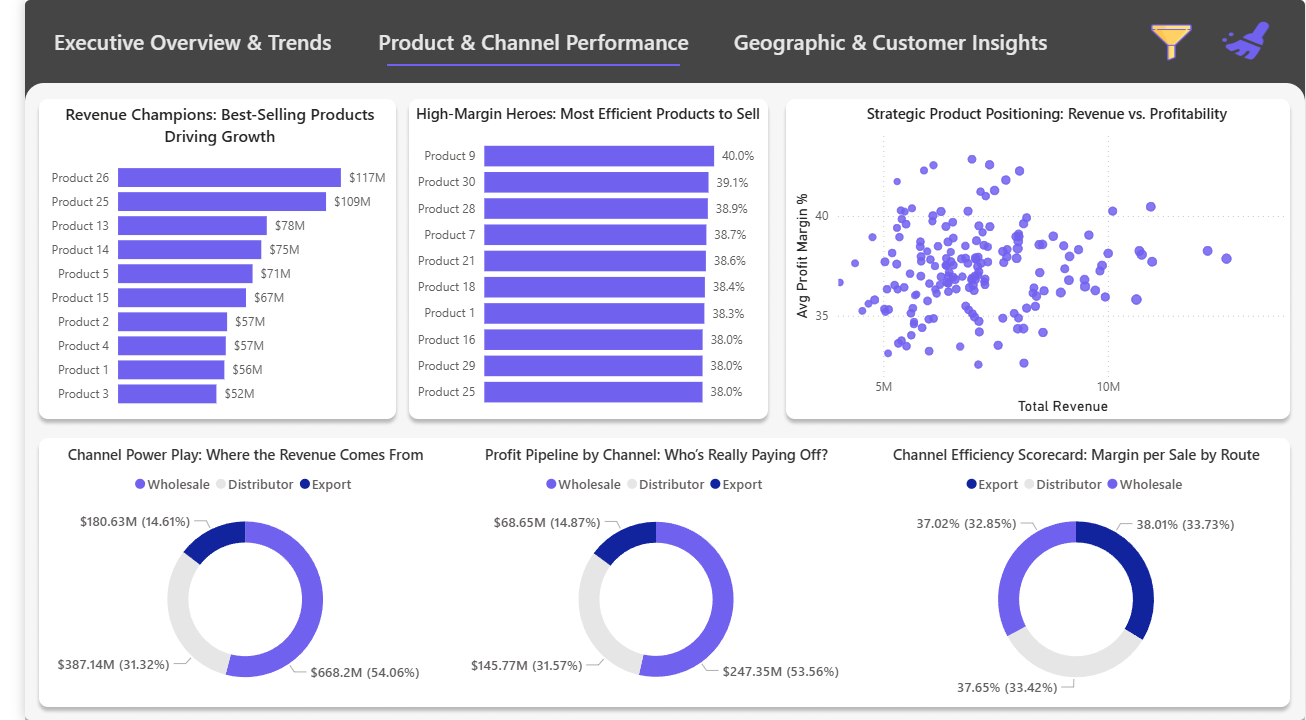 Executive Overview & Trends
Product & Channel Performance
Geographic & Customer Insights
Revenue Champions: Best-Selling Products
Driving Growth
Product 26 $117M
Product 25 $109M
Product 13 $78M
Product 14 $75M
Product 5 $71M
Product 15 $67M
Product 2 $57M
Product 4 $57M
Product 1 $56M
Product 3 $52M
High-Margin Heroes: Most Efficient Products to Sell
Product 9 40.0%
Product 30 39.1%
Product 28 38.9%
Product 7 38.7%
Product 21 38.6%
Product 18 38.4%
Product 1 38.3%
Product 16 38.0%
Product 29 38.0%
Product 25 38.0%
Strategic Product Positioning: Revenue vs. Profitability
Avg Profit Margin %
40
35
5M 10M
Total Revenue
Channel Power Play: Where the Revenue Comes From
Wholesale Distributor Export
$180.63M (14.61%)
$387.14M (31.32%)
$668.2M (54.06%)
Profit Pipeline by Channel: Who's Really Paying Off?
Wholesale Distributor Export
$68.65M (14.87%)
$145.77M (31.57%)
$247.35M (53.56%)
Channel Efficiency Scorecard: Margin per Sale by Route
Export Distributor Wholesale
37.02% (32.85%)
38.01% (33.73%)
37.65% (33.42%)